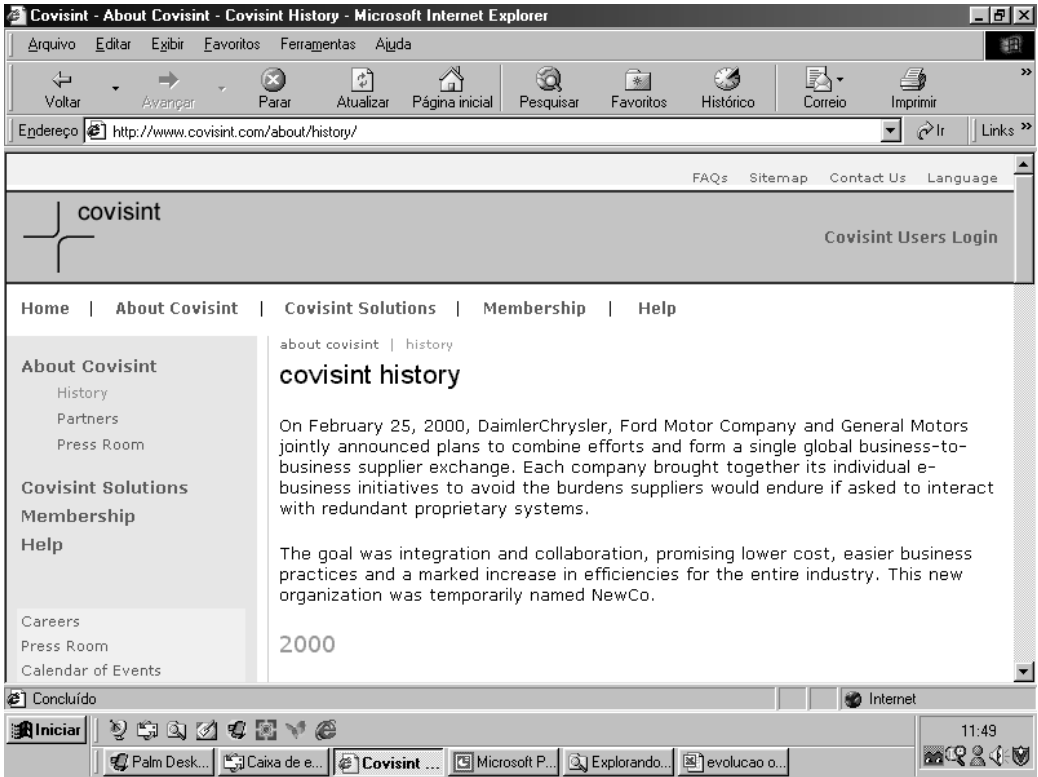 Covisint - About Covisint - Covisint History - Microsoft Internet Explorer
Arquivo Editar Exibir Favoritos Ferramentas Ajuda
Voltar Avançar Parar Atualizar Página inicial Pesquisar Favoritos Histórico Correio Imprimir »
Endereço http://www.covisint.com/about/history/ Ir Links »
FAQs Sitemap Contact Us Language
covisint
Covisint Users Login
Home | About Covisint | Covisint Solutions | Membership | Help
about covisint | history
About Covisint
History
Partners
Press Room
Covisint Solutions
Membership
Help
Careers
Press Room
Calendar of Events
covisint history
On February 25, 2000, DaimlerChrysler, Ford Motor Company and General Motors
jointly announced plans to combine efforts and form a single global business-to-
business supplier exchange. Each company brought together its individual e-
business initiatives to avoid the burdens suppliers would endure if asked to interact
with redundant proprietary systems.
The goal was integration and collaboration, promising lower cost, easier business
practices and a marked increase in efficiencies for the entire industry. This new
organization was temporarily named NewCo.
2000
Concluído Internet
Iniciar 11:49
Palm Desk... Caixa de e... Covisint ... Microsoft P... Explorando... evolucao o...